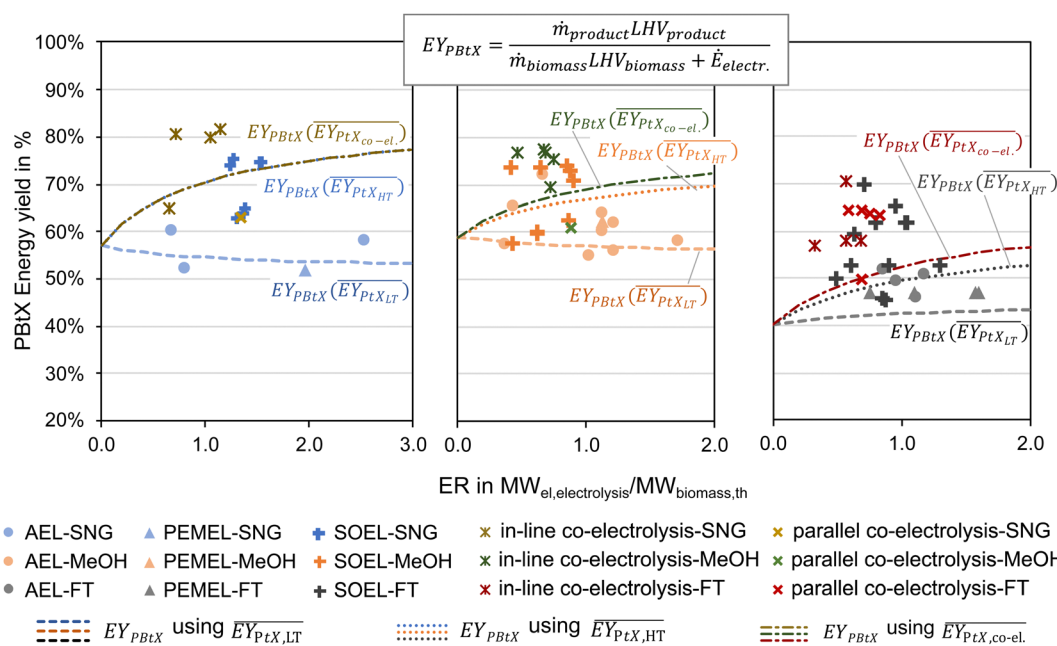 EY_PBtX = ṁ_product LHV_product / (ṁ_biomass LHV_biomass + Ė_electr.)
PBtX Energy yield in %
100%
90%
80%
70%
60%
50%
40%
30%
20%
EY_PBtX(EY_PtX_co-el.)
EY_PBtX(EY_PtX_HT)
EY_PBtX(EY_PtX_LT)
0.0 1.0 2.0 3.0
EY_PBtX(EY_PtX_co-el.)
EY_PBtX(EY_PtX_HT)
EY_PBtX(EY_PtX_LT)
0.0 1.0 2.0
EY_PBtX(EY_PtX_co-el.)
EY_PBtX(EY_PtX_HT)
EY_PBtX(EY_PtX_LT)
0.0 1.0 2.0
ER in MW_el,electrolysis/MW_biomass,th
AEL-SNG PEMEL-SNG SOEL-SNG in-line co-electrolysis-SNG parallel co-electrolysis-SNG
AEL-MeOH PEMEL-MeOH SOEL-MeOH in-line co-electrolysis-MeOH parallel co-electrolysis-MeOH
AEL-FT PEMEL-FT SOEL-FT in-line co-electrolysis-FT parallel co-electrolysis-FT
EY_PBtX using EY_PtX,LT EY_PBtX using EY_PtX,HT EY_PBtX using EY_PtX,co-el.